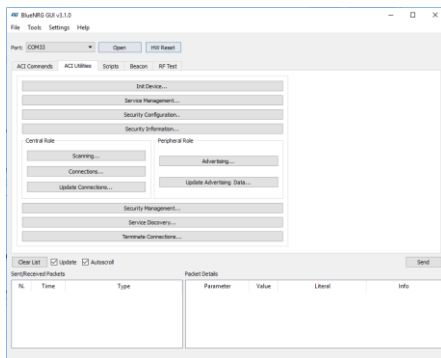 BlueNRG GUI v3.1.0
File Tools Settings Help
Port: COM33 Open HW Reset
ACI Commands ACI Utilities Scripts Beacon RF Test
Init Device...
Service Management...
Security Configuration..
Security Information...
Central Role Peripheral Role
Scanning...
Advertising...
Connections...
Update Advertising Data...
Update Connections...
Security Management...
Service Discovery...
Terminate Connections...
Clear List Update Autoscroll Send
Sent/Received Packets Packet Details
N. Time Type Parameter Value Literal Info